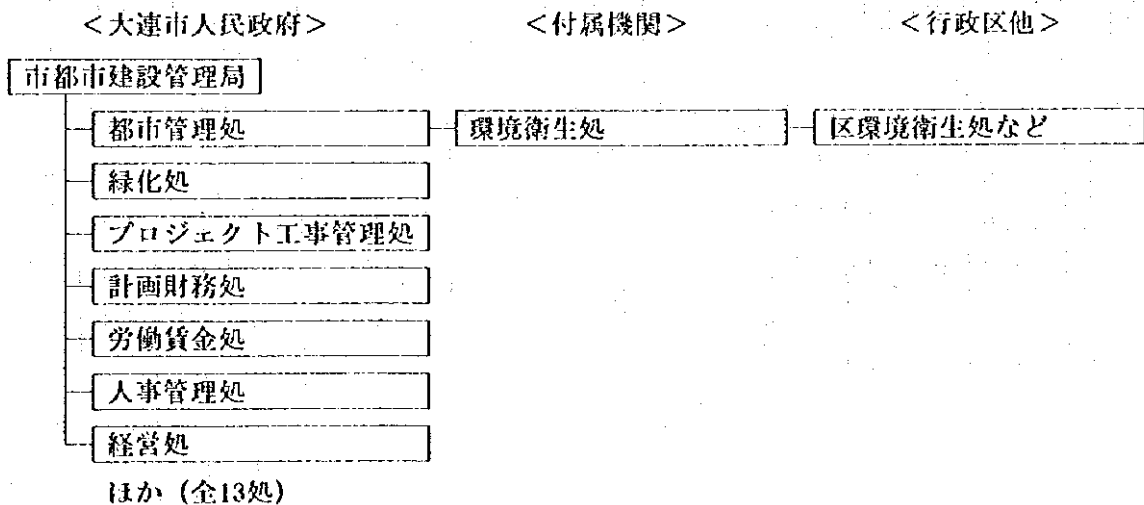 ＜大連市人民政府＞ ＜付属機関＞ ＜行政区他＞
市都市建設管理局
都市管理処 環境衛生処 区環境衛生処など
緑化処
プロジェクト工事管理処
計画財務処
労働賃金処
人事管理処
経営処
ほか（全13処）